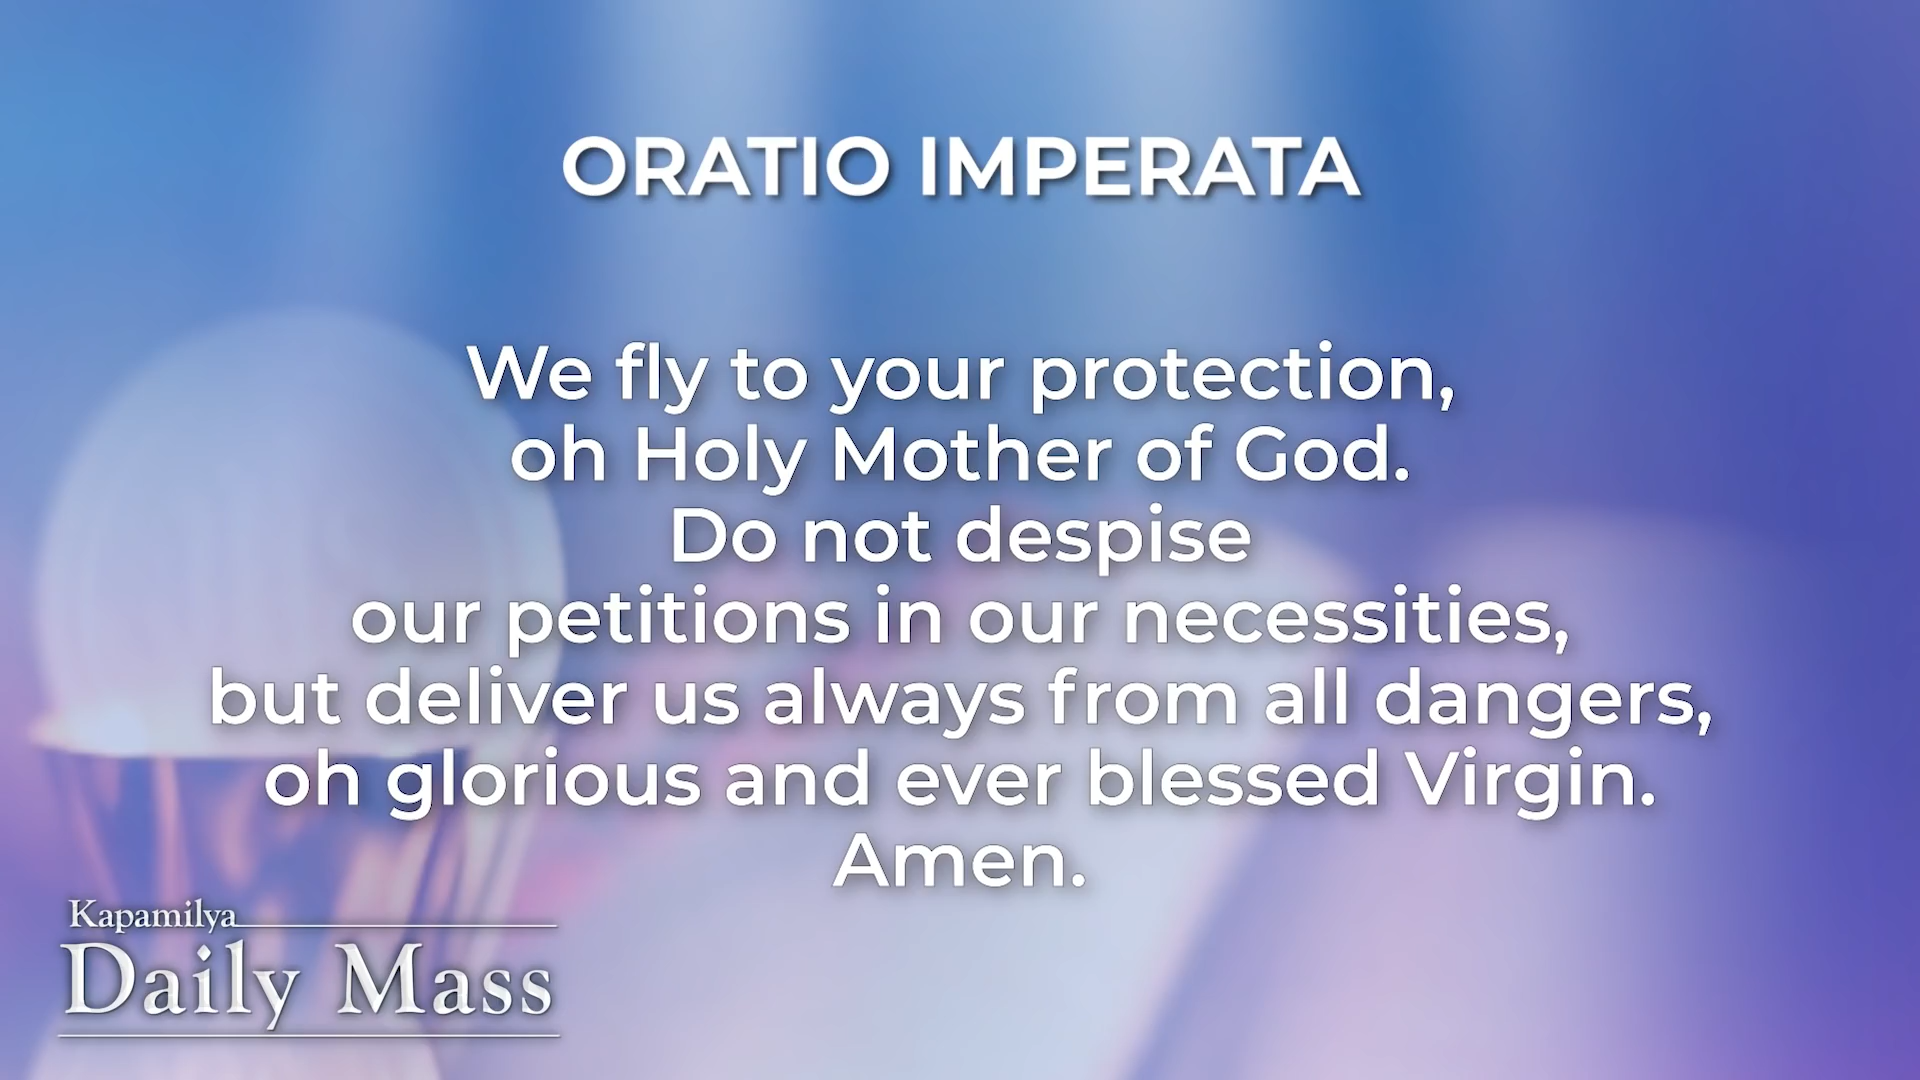 ORATIO IMPERATA
We fly to your protection,
oh Holy Mother of God.
Do not despise
our petitions in our necessities,
but deliver us always from all dangers,
oh glorious and ever blessed Virgin.
Amen.
Kapamilya
Daily Mass